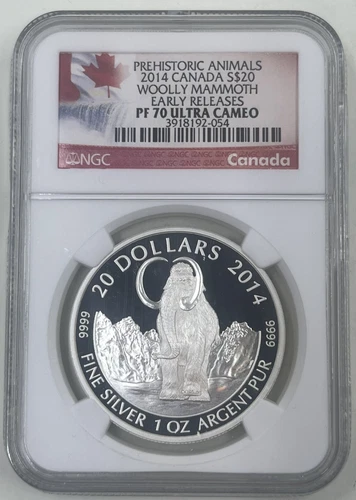 PREHISTORIC ANIMALS
2014 CANADA S$20
WOOLLY MAMMOTH
EARLY RELEASES
PF 70 ULTRA CAMEO
3918192-054
NGC
Canada
20 DOLLARS 2014
9999
9999
FINE SILVER 1 OZ ARGENT PUR